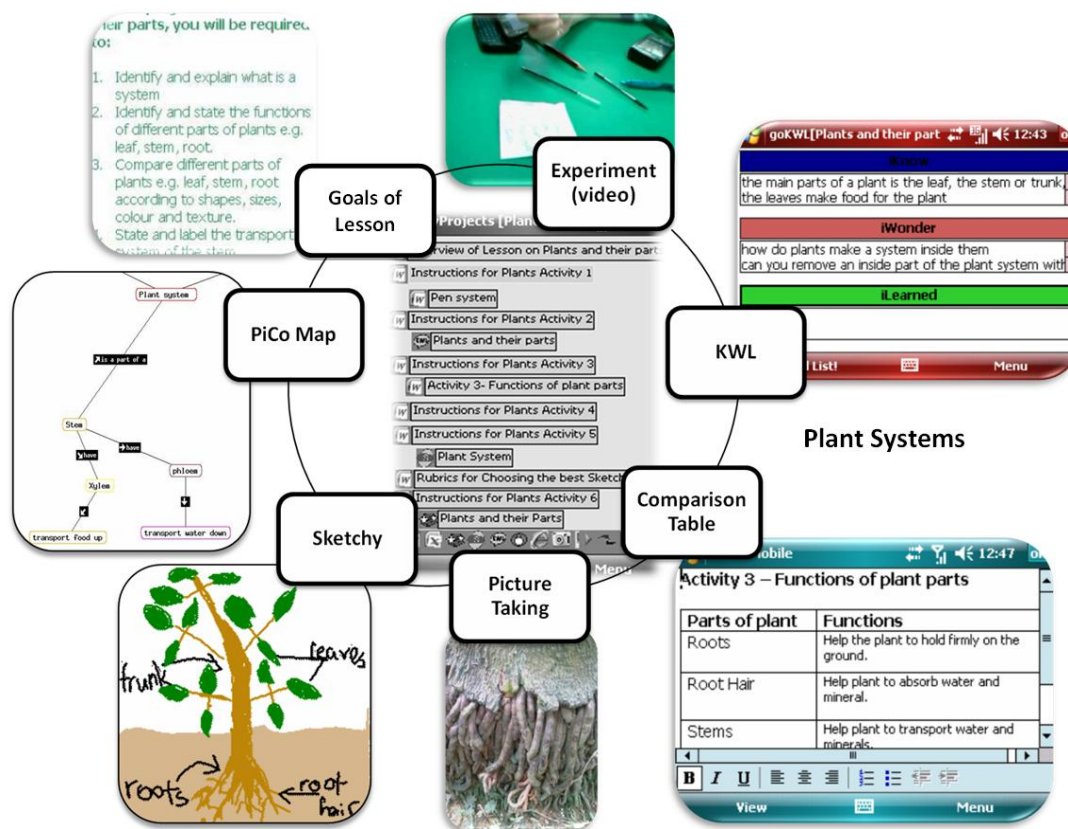 their parts, you will be required
to:
1. Identify and explain what is a
system
2. Identify and state the functions
of different parts of plants e.g.
leaf, stem, root.
3. Compare different parts of
plants e.g. leaf, stem, root
according to shapes, sizes,
colour and texture.
State and label the transport
system of the stem
Goals of
Lesson
Experiment
(video)
goKWL[Plants and their part
12:43
iKnow
the main parts of a plant is the leaf, the stem or trunk,
the leaves make food for the plant
iWonder
how do plants make a system inside them
can you remove an inside part of the plant system with
iLearned
List!
Menu
KWL
Plant Systems
PiCo Map
Plant system
is a part of a
Stem
have
have
phloem
Xylem
transport food up
transport water down
Projects [Plan
Overview of Lesson on Plants and their parts
Instructions for Plants Activity 1
Pen system
Instructions for Plants Activity 2
Plants and their parts
Instructions for Plants Activity 3
Activity 3- Functions of plant parts
Instructions for Plants Activity 4
Instructions for Plants Activity 5
Plant System
Rubrics for Choosing the best Sketch
Instructions for Plants Activity 6
Plants and their Parts
Menu
Comparison
Table
Sketchy
Picture
Taking
trunk
leaves
roots
root
hair
mobile
12:47
Activity 3 – Functions of plant parts
Parts of plant
Functions
Roots
Help the plant to hold firmly on the
ground.
Root Hair
Help plant to absorb water and
mineral.
Stems
Help plant to transport water and
minerals.
B I U
View
Menu